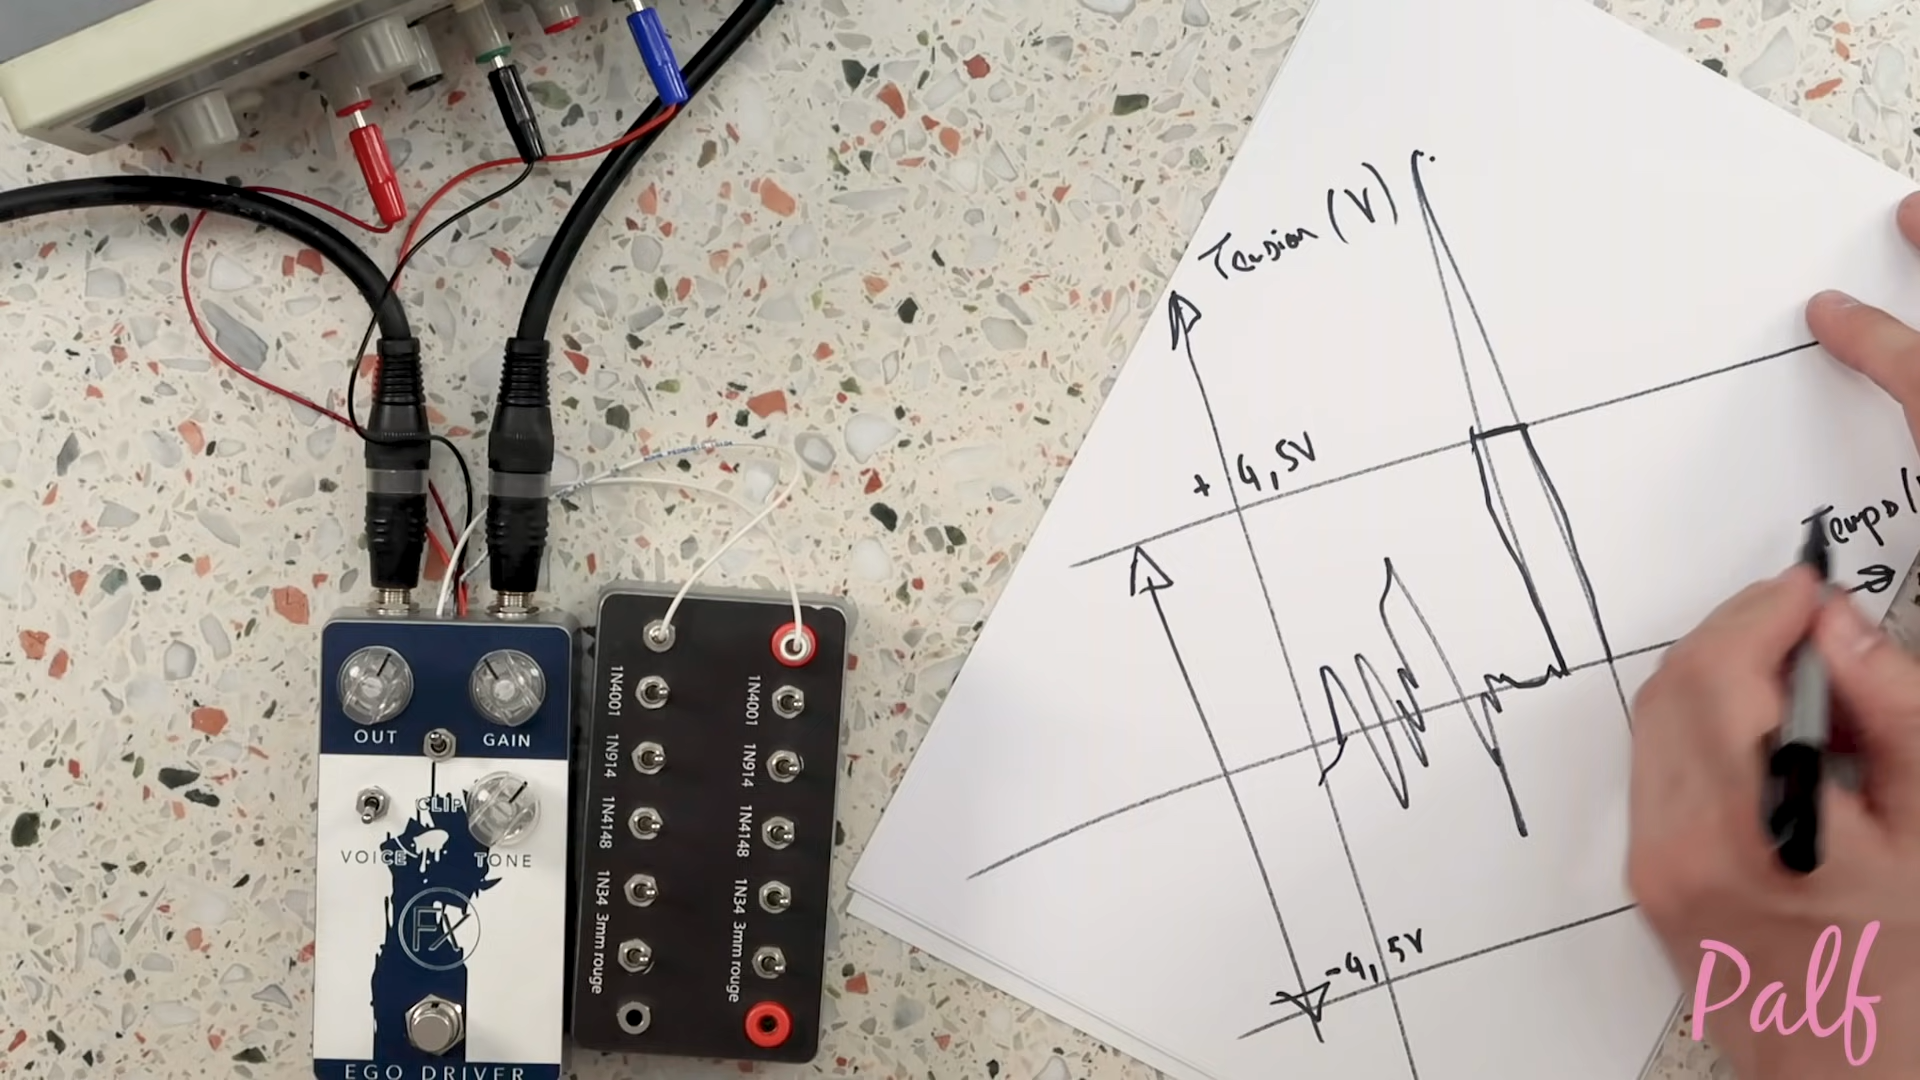 OUT
GAIN
CLIP
VOICE
TONE
FX
EGO DRIVER
1N4001
1N914
1N4148
1N34
3mm rouge
1N4001
1N914
1N4148
1N34
3mm rouge
Tension (V)
+ 4,5V
Temps (
-4,5V
Palf